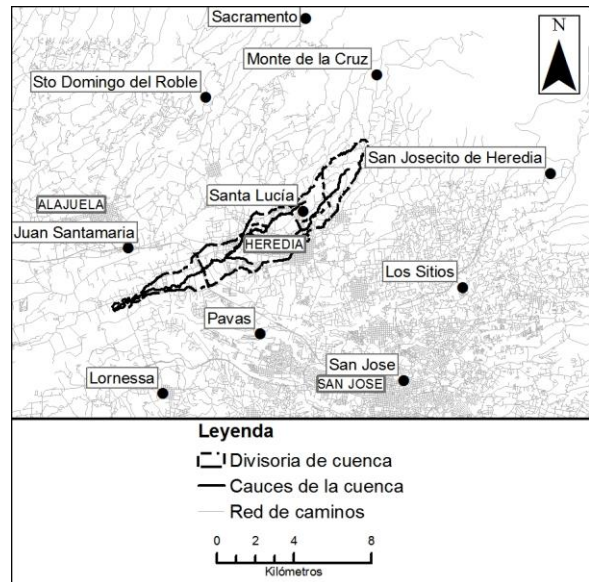 Sacramento
N
Monte de la Cruz
Sto Domingo del Roble
San Josecito de Heredia
Santa Lucía
ALAJUELA
Juan Santamaria
HEREDIA
Los Sitios
Pavas
San Jose
SAN JOSE
Lornessa
Leyenda
Divisoria de cuenca
Cauces de la cuenca
Red de caminos
0 2 4 8
Kilómetros